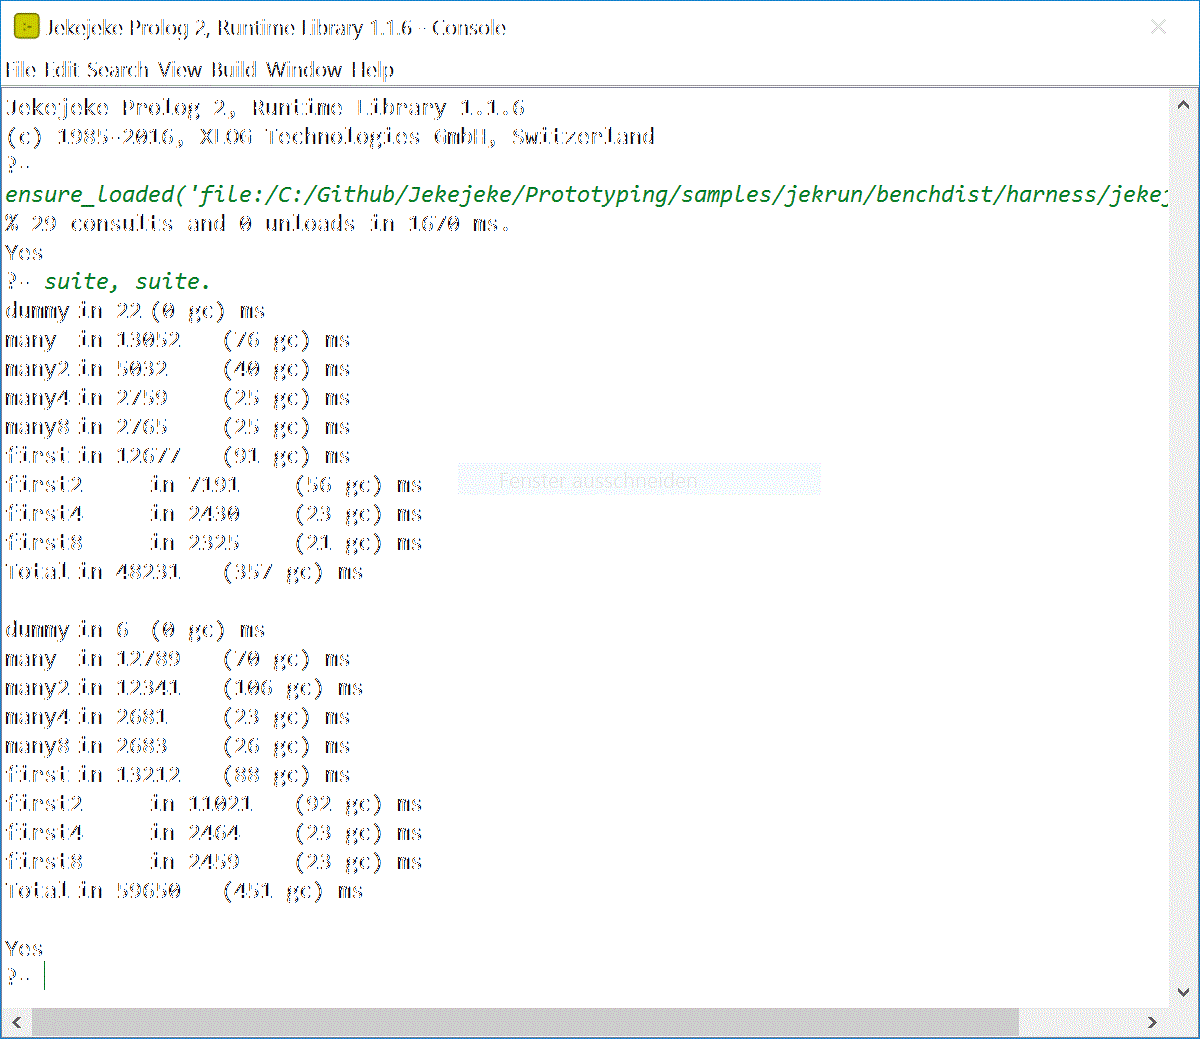 Jekejeke Prolog 2, Runtime Library 1.1.6 - Console
File Edit Search View Build Window Help
Jekejeke Prolog 2, Runtime Library 1.1.6
(c) 1985-2016, XLOG Technologies GmbH, Switzerland
?-
ensure_loaded('file:/C:/Github/Jekejeke/Prototyping/samples/jekrun/benchdist/harness/jekej
% 29 consults and 0 unloads in 1670 ms.
Yes
?- suite, suite.
dummy in 22 (0 gc) ms
many in 13052 (76 gc) ms
many2 in 5032 (40 gc) ms
many4 in 2759 (25 gc) ms
many8 in 2765 (25 gc) ms
first in 12677 (91 gc) ms
first2 in 7191 (56 gc) ms
Fenster ausschneiden
first4 in 2430 (23 gc) ms
first8 in 2325 (21 gc) ms
Total in 48231 (357 gc) ms
dummy in 6 (0 gc) ms
many in 12789 (70 gc) ms
many2 in 12341 (106 gc) ms
many4 in 2681 (23 gc) ms
many8 in 2683 (26 gc) ms
first in 13212 (88 gc) ms
first2 in 11021 (92 gc) ms
first4 in 2464 (23 gc) ms
first8 in 2459 (23 gc) ms
Total in 59650 (451 gc) ms
Yes
?-